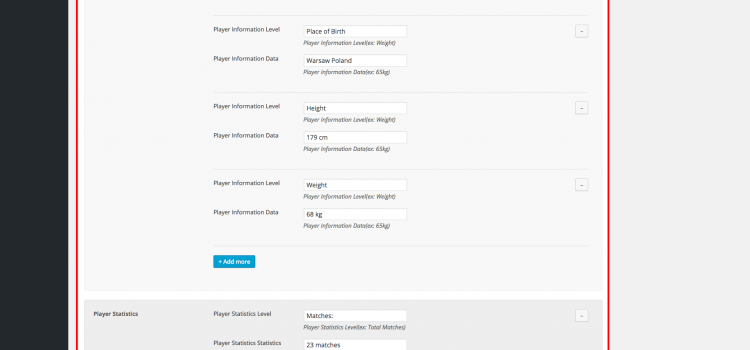 Player Information Level Place of Birth –
Player Information Level(ex: Weight)
Player Information Data Warsaw Poland
Player Information Data(ex: 65kg)
Player Information Level Height –
Player Information Level(ex: Weight)
Player Information Data 179 cm
Player Information Data(ex: 65kg)
Player Information Level Weight –
Player Information Level(ex: Weight)
Player Information Data 68 kg
Player Information Data(ex: 65kg)
+ Add more
Player Statistics Player Statistics Level Matches: –
Player Statistics Level(ex: Total Matches)
Player Statistics Statistics 23 matches